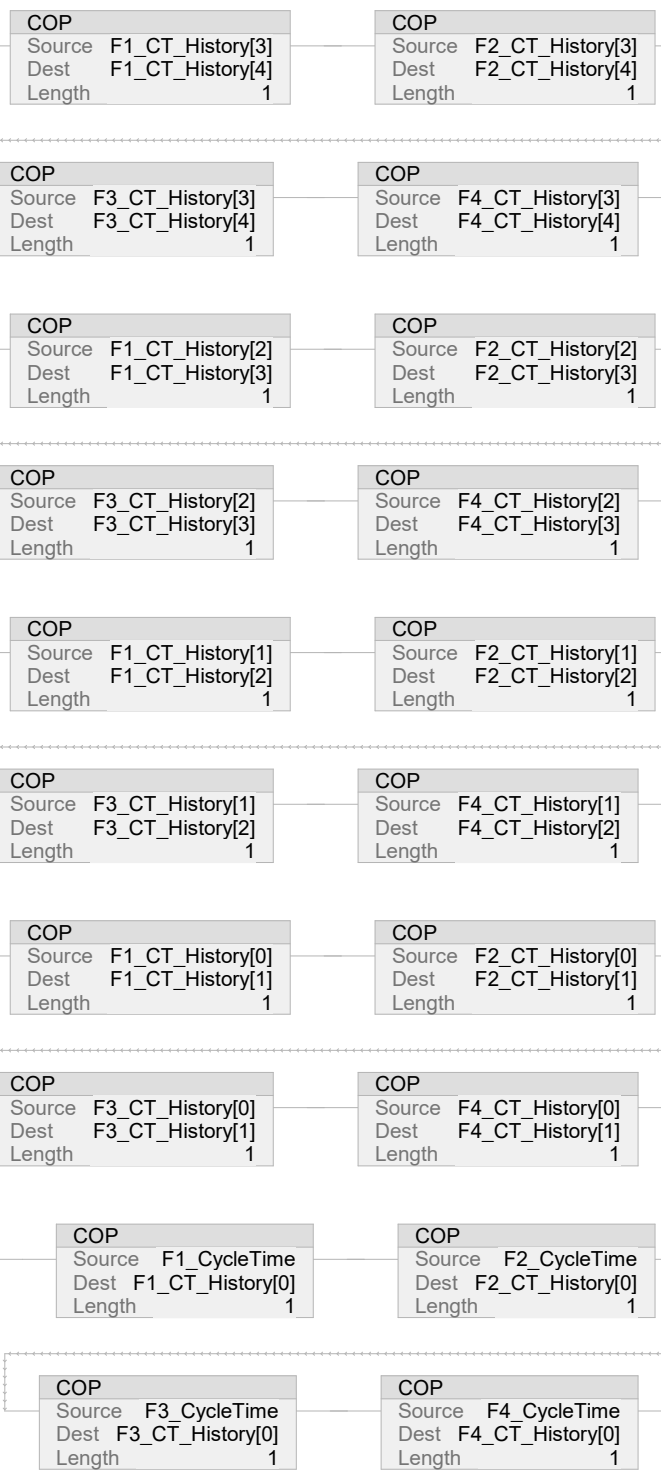 COP
Source F1_CT_History[3]
Dest F1_CT_History[4]
Length 1
COP
Source F2_CT_History[3]
Dest F2_CT_History[4]
Length 1
COP
Source F3_CT_History[3]
Dest F3_CT_History[4]
Length 1
COP
Source F4_CT_History[3]
Dest F4_CT_History[4]
Length 1
COP
Source F1_CT_History[2]
Dest F1_CT_History[3]
Length 1
COP
Source F2_CT_History[2]
Dest F2_CT_History[3]
Length 1
COP
Source F3_CT_History[2]
Dest F3_CT_History[3]
Length 1
COP
Source F4_CT_History[2]
Dest F4_CT_History[3]
Length 1
COP
Source F1_CT_History[1]
Dest F1_CT_History[2]
Length 1
COP
Source F2_CT_History[1]
Dest F2_CT_History[2]
Length 1
COP
Source F3_CT_History[1]
Dest F3_CT_History[2]
Length 1
COP
Source F4_CT_History[1]
Dest F4_CT_History[2]
Length 1
COP
Source F1_CT_History[0]
Dest F1_CT_History[1]
Length 1
COP
Source F2_CT_History[0]
Dest F2_CT_History[1]
Length 1
COP
Source F3_CT_History[0]
Dest F3_CT_History[1]
Length 1
COP
Source F4_CT_History[0]
Dest F4_CT_History[1]
Length 1
COP
Source F1_CycleTime
Dest F1_CT_History[0]
Length 1
COP
Source F2_CycleTime
Dest F2_CT_History[0]
Length 1
COP
Source F3_CycleTime
Dest F3_CT_History[0]
Length 1
COP
Source F4_CycleTime
Dest F4_CT_History[0]
Length 1